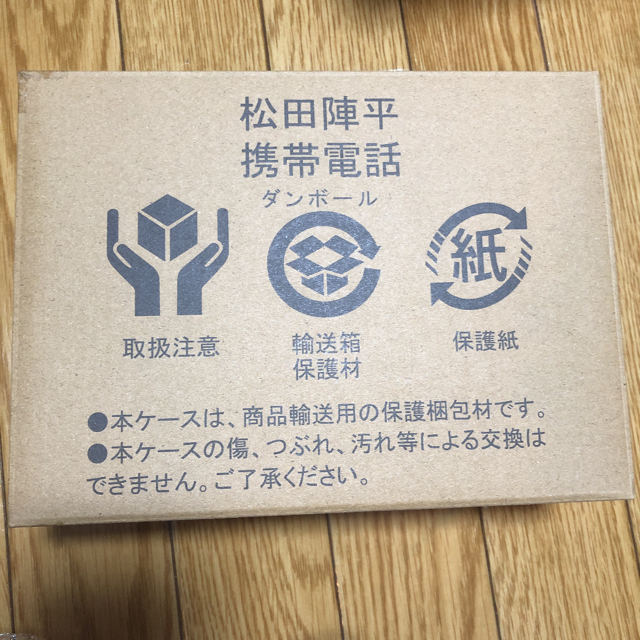 松田陣平
携帯電話
ダンボール
紙
取扱注意
輸送箱
保護材
保護紙
●本ケースは、商品輸送用の保護梱包材です。
●本ケースの傷、つぶれ、汚れ等による交換は
できません。ご了承ください。